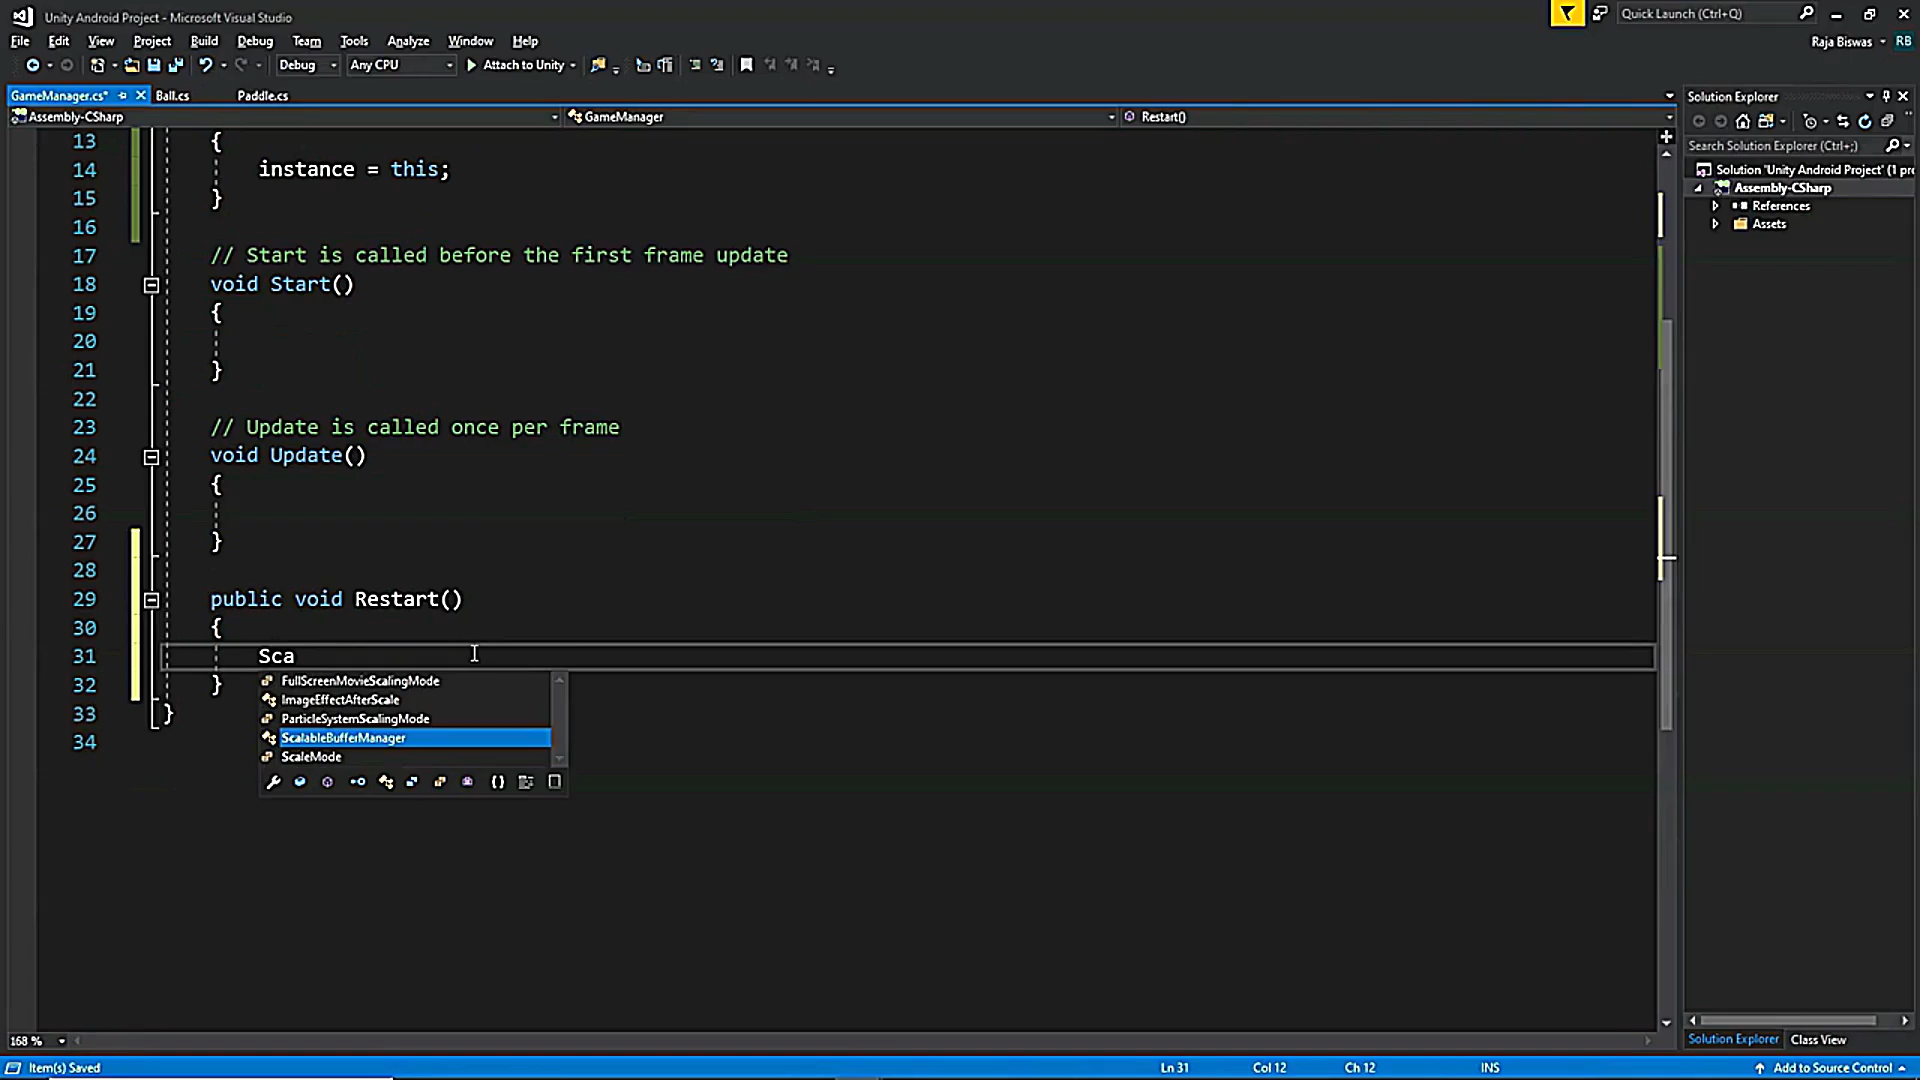 Unity Android Project - Microsoft Visual Studio
Quick Launch (Ctrl+Q)
File Edit View Project Build Debug Team Tools Analyze Window Help
Raja Biswas RB
Debug Any CPU Attach to Unity
GameManager.cs* Ball.cs Paddle.cs
Solution Explorer
Assembly-CSharp GameManager Restart()
Search Solution Explorer (Ctrl+;)
Solution 'Unity Android Project' (1 pro
Assembly-CSharp
References
Assets
13 {
14 instance = this;
15 }
16
17 // Start is called before the first frame update
18 void Start()
19 {
20
21 }
22
23 // Update is called once per frame
24 void Update()
25 {
26
27 }
28
29 public void Restart()
30 {
31 Sca
32 }
33 }
34
FullScreenMovieScalingMode
ImageEffectAfterScale
ParticleSystemScalingMode
ScalableBufferManager
ScaleMode
168 %
Solution Explorer Class View
Item(s) Saved Ln 31 Col 12 Ch 12 INS Add to Source Control